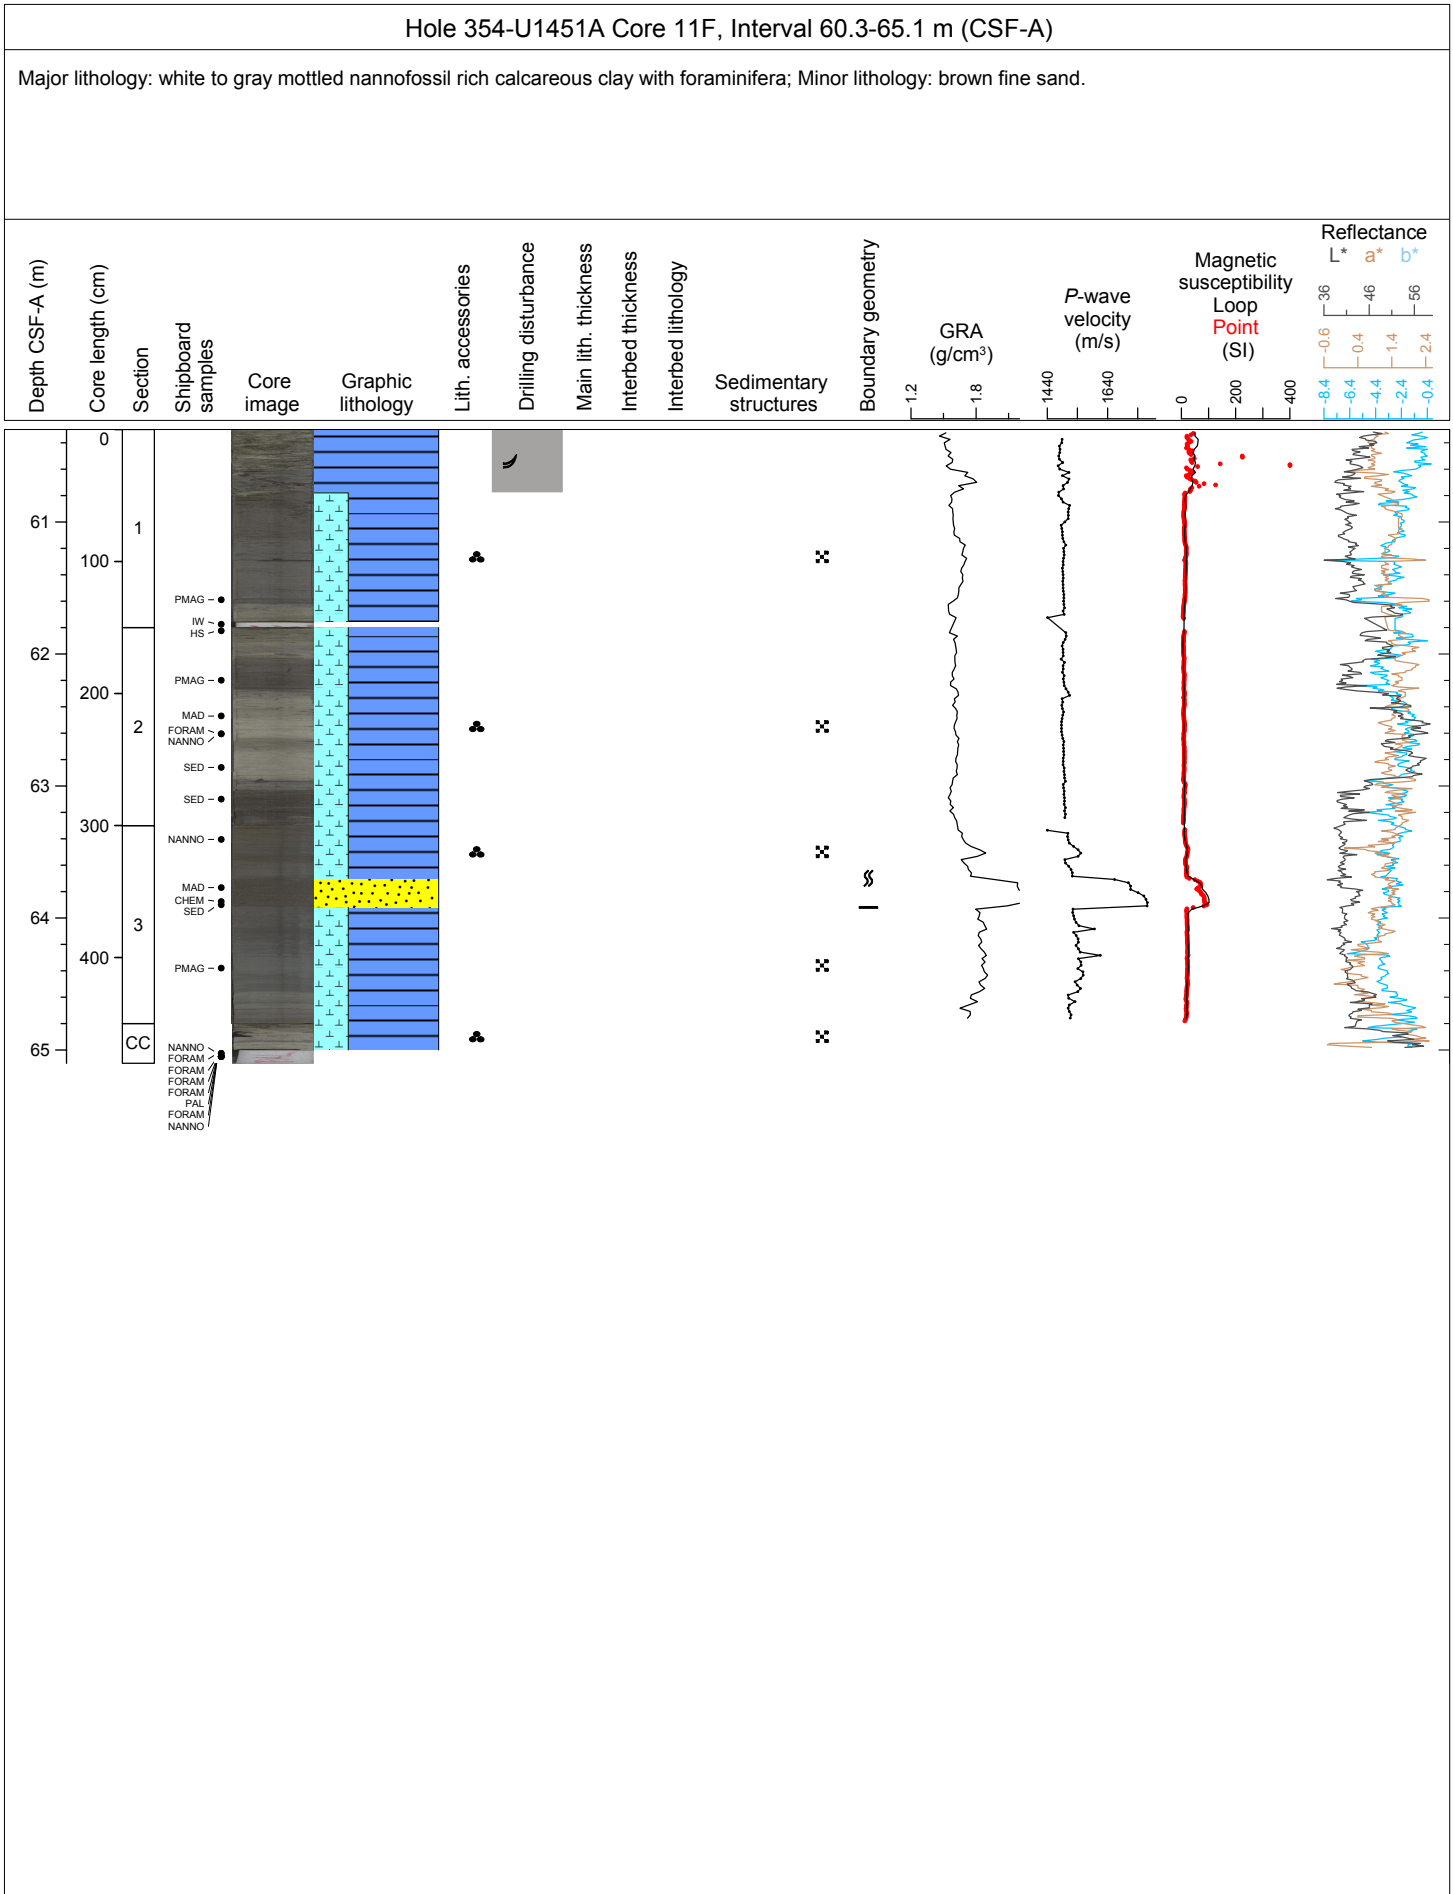 Hole 354-U1451A Core 11F, Interval 60.3-65.1 m (CSF-A)
Major lithology: white to gray mottled nannofossil rich calcareous clay with foraminifera; Minor lithology: brown fine sand.
Depth CSF-A (m)
Core length (cm)
Section
Shipboard
samples
Core
image
Graphic
lithology
Lith. accessories
Drilling disturbance
Main lith. thickness
Interbed thickness
Interbed lithology
Sedimentary
structures
Boundary geometry
GRA
(g/cm³)
1.2
1.8
P-wave
velocity
(m/s)
1440
1640
Magnetic
susceptibility
Loop
Point
(SI)
0
200
400
Reflectance
L* a* b*
36
46
56
-0.6
0.4
1.4
2.4
-8.4
-6.4
-4.4
-2.4
-0.4
61
62
63
64
65
0
100
200
300
400
1
2
3
CC
PMAG
IW
HS
PMAG
MAD
FORAM
NANNO
SED
SED
NANNO
MAD
CHEM
SED
PMAG
NANNO
FORAM
FORAM
FORAM
FORAM
PAL
FORAM
NANNO